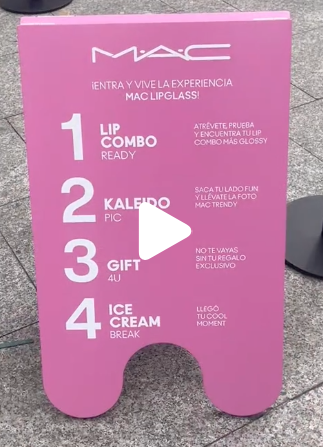 MAC
¡ENTRA Y VIVE LA EXPERIENCIA
MAC LIPGLASS!
1 LIP
COMBO
READY
ATRÉVETE, PRUEBA
Y ENCUENTRA TU LIP
COMBO MÁS GLOSSY
2 KALEIDO
PIC
SACA TU LADO FUN
Y LLÉVATE LA FOTO
MAC TRENDY
3 GIFT
4U
NO TE VAYAS
SIN TU REGALO
EXCLUSIVO
4 ICE
CREAM
BREAK
LLEGÓ
TU COOL
MOMENT